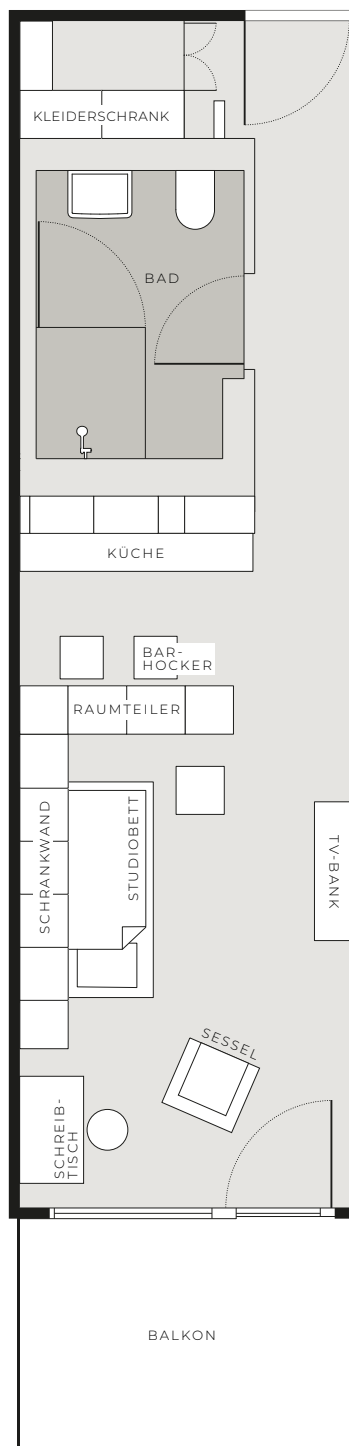 KLEIDERSCHRANK
BAD
KÜCHE
BAR-
HOCKER
RAUMTEILER
SCHRANKWAND
STUDIOBETT
TV-BANK
SESSEL
SCHREIB-
TISCH
BALKON